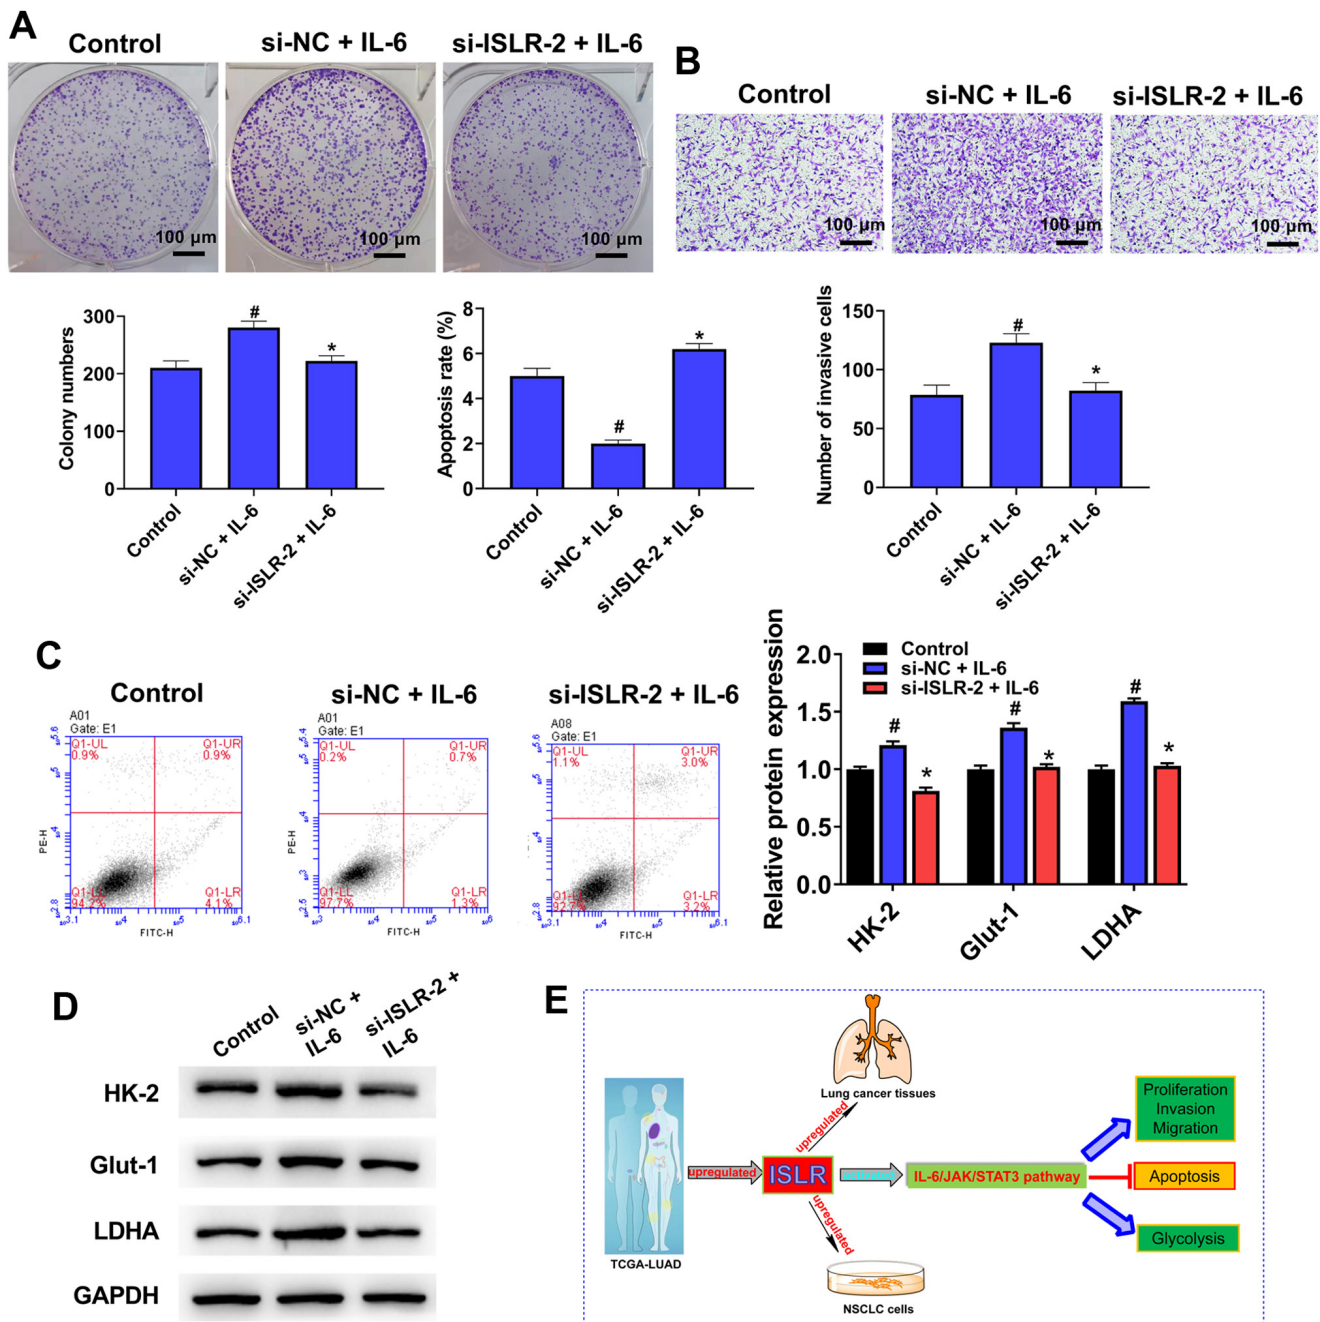 A
Control
si-NC + IL-6
si-ISLR-2 + IL-6
100 μm
100 μm
100 μm
B
Control
si-NC + IL-6
si-ISLR-2 + IL-6
100 μm
100 μm
100 μm
Colony numbers
300
200
100
0
#
*
Control
si-NC + IL-6
si-ISLR-2 + IL-6
Apoptosis rate (%)
8
6
4
2
0
#
*
Control
si-NC + IL-6
si-ISLR-2 + IL-6
Number of invasive cells
150
100
50
0
#
*
Control
si-NC + IL-6
si-ISLR-2 + IL-6
C
Control
A01
Gate: E1
Q1-UL
0.9%
Q1-UR
0.9%
Q1-LL
94.2%
Q1-LR
4.1%
PE-H
FITC-H
si-NC + IL-6
A01
Gate: E1
Q1-UL
0.2%
Q1-UR
0.7%
Q1-LL
97.7%
Q1-LR
1.3%
PE-H
FITC-H
si-ISLR-2 + IL-6
A08
Gate: E1
Q1-UL
1.1%
Q1-UR
3.0%
Q1-LL
Q1-LR
3.2%
FITC-H
Relative protein expression
2.0
1.5
1.0
0.5
0.0
Control
si-NC + IL-6
si-ISLR-2 + IL-6
#
*
#
*
#
*
HK-2
Glut-1
LDHA
D
Control
si-NC +
IL-6
si-ISLR-2 +
IL-6
HK-2
Glut-1
LDHA
GAPDH
E
TCGA-LUAD
upregulated
ISLR
upregulated
Lung cancer tissues
upregulated
NSCLC cells
activated
IL-6/JAK/STAT3 pathway
Proliferation
Invasion
Migration
Apoptosis
Glycolysis